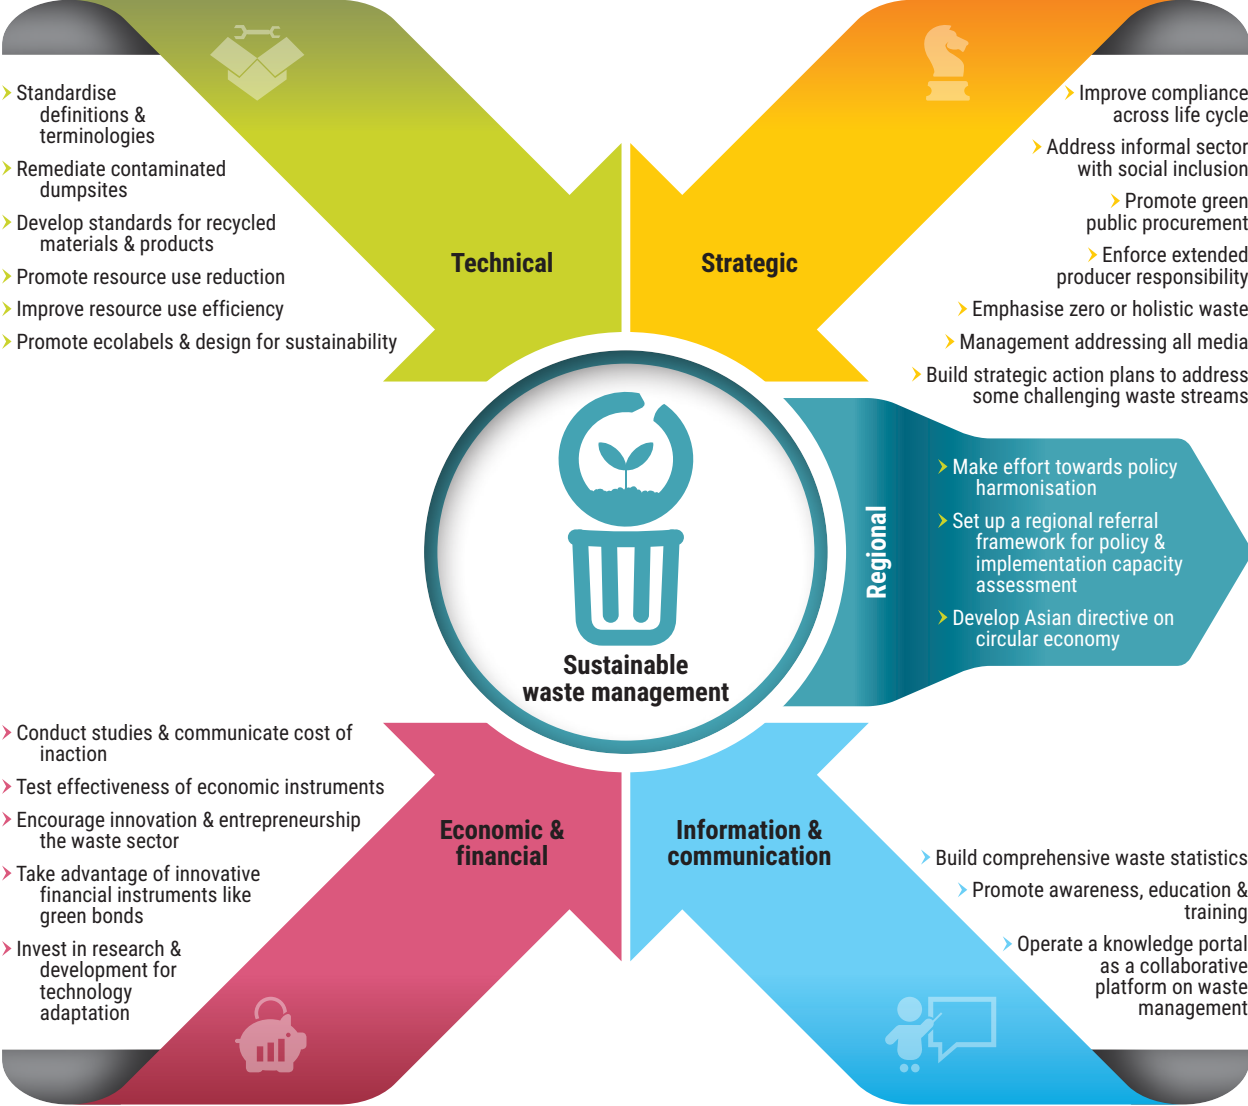 Standardise
definitions &
terminologies
Remediate contaminated
dumpsites
Develop standards for recycled
materials & products
Promote resource use reduction
Improve resource use efficiency
Promote ecolabels & design for sustainability
Technical
Strategic
Improve compliance
across life cycle
Address informal sector
with social inclusion
Promote green
public procurement
Enforce extended
producer responsibility
Emphasise zero or holistic waste
Management addressing all media
Build strategic action plans to address
some challenging waste streams
Regional
Make effort towards policy
harmonisation
Set up a regional referral
framework for policy &
implementation capacity
assessment
Develop Asian directive on
circular economy
Sustainable
waste management
Conduct studies & communicate cost of
inaction
Test effectiveness of economic instruments
Encourage innovation & entrepreneurship
the waste sector
Take advantage of innovative
financial instruments like
green bonds
Invest in research &
development for
technology
adaptation
Economic &
financial
Information &
communication
Build comprehensive waste statistics
Promote awareness, education &
training
Operate a knowledge portal
as a collaborative
platform on waste
management